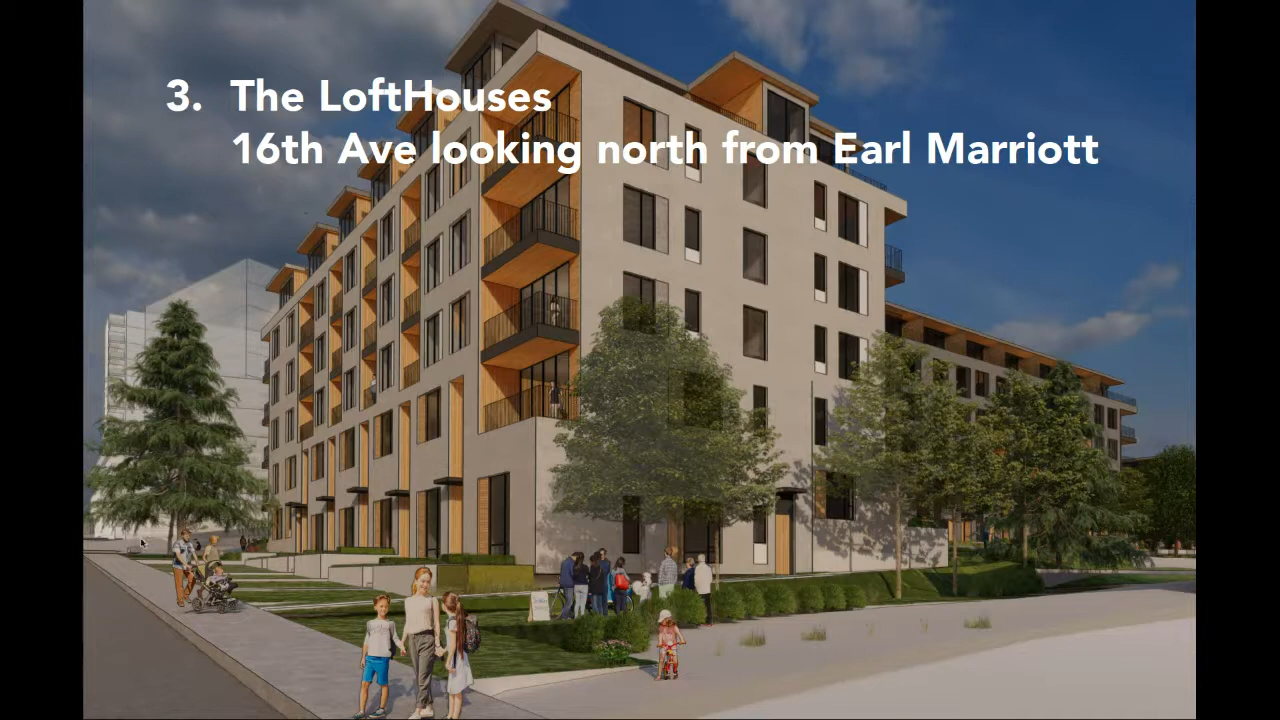 3. The LoftHouses
16th Ave looking north from Earl Marriott